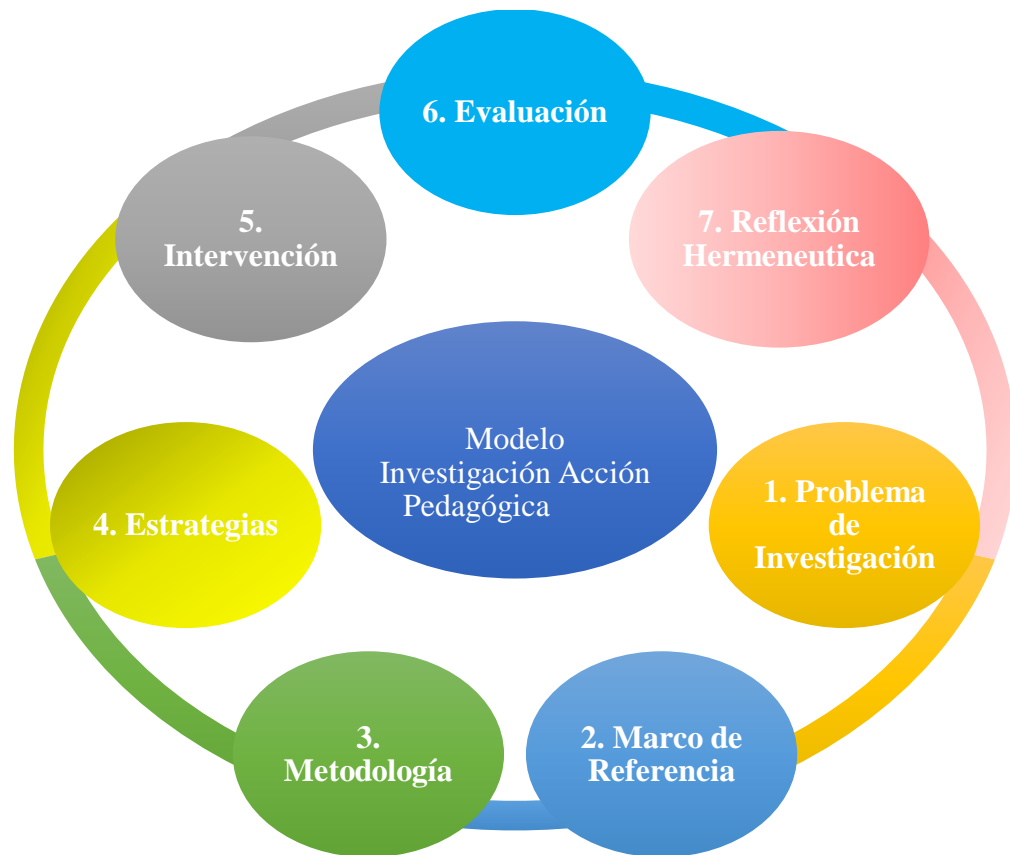 6. Evaluación
7. Reflexión
Hermeneutica
5.
Intervención
Modelo
Investigación Acción
Pedagógica
1. Problema
de
Investigación
4. Estrategias
2. Marco de
Referencia
3.
Metodología